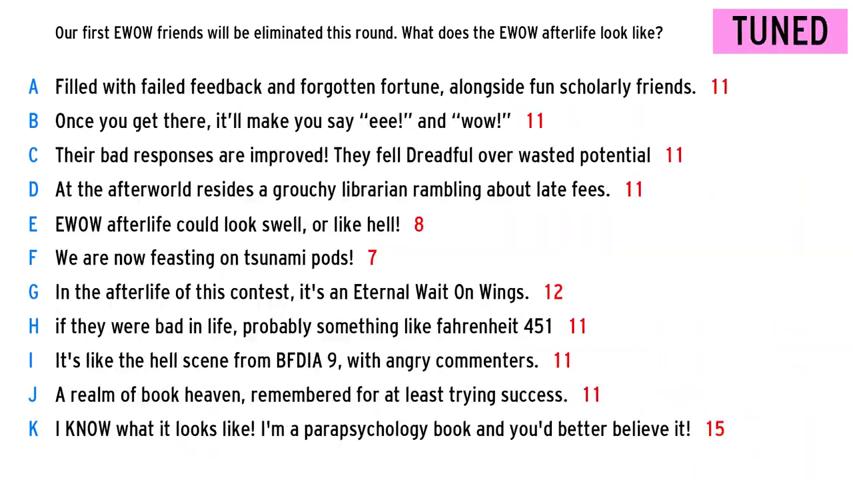 Our first EWOW friends will be eliminated this round. What does the EWOW afterlife look like?
TUNED
A Filled with failed feedback and forgotten fortune, alongside fun scholarly friends. 11
B Once you get there, it’ll make you say “eee!” and “wow!” 11
C Their bad responses are improved! They fell Dreadful over wasted potential 11
D At the afterworld resides a grouchy librarian rambling about late fees. 11
E EWOW afterlife could look swell, or like hell! 8
F We are now feasting on tsunami pods! 7
G In the afterlife of this contest, it's an Eternal Wait On Wings. 12
H if they were bad in life, probably something like fahrenheit 451 11
I It's like the hell scene from BFDIA 9, with angry commenters. 11
J A realm of book heaven, remembered for at least trying success. 11
K I KNOW what it looks like! I'm a parapsychology book and you'd better believe it! 15